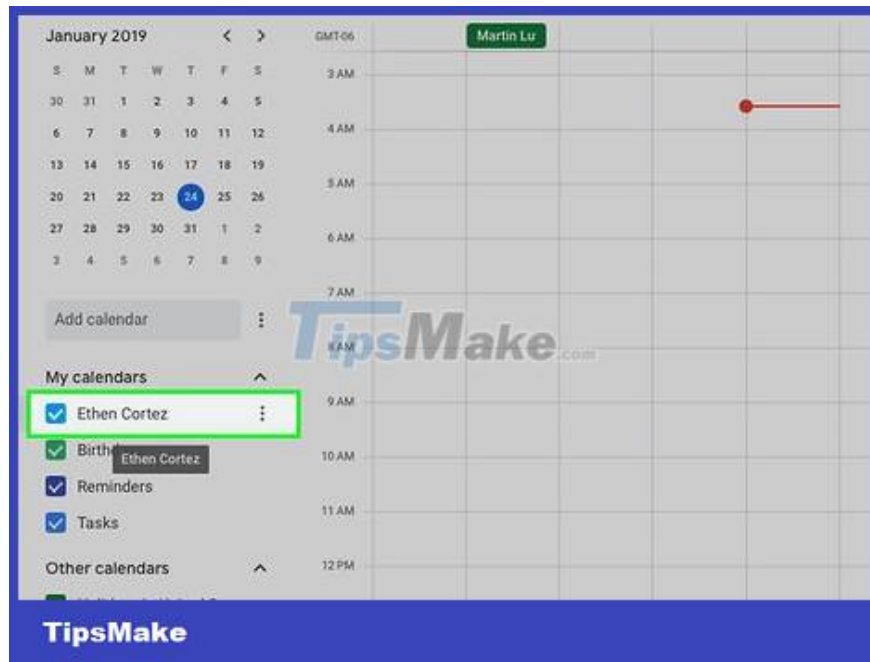 January 2019 < > GMT-06 Martin Lu
S M T W T F S
3 AM
30 31 1 2 3 4 5
6 7 8 9 10 11 12
4 AM
13 14 15 16 17 18 19
5 AM
20 21 22 23 24 25 26
27 28 29 30 31 1 2
6 AM
3 4 5 6 7 8 9
7 AM
Add calendar
TipsMake.com
8 AM
My calendars
9 AM
Ethen Cortez
Birth
Ethen Cortez
10 AM
Reminders
11 AM
Tasks
Other calendars
12 PM
TipsMake